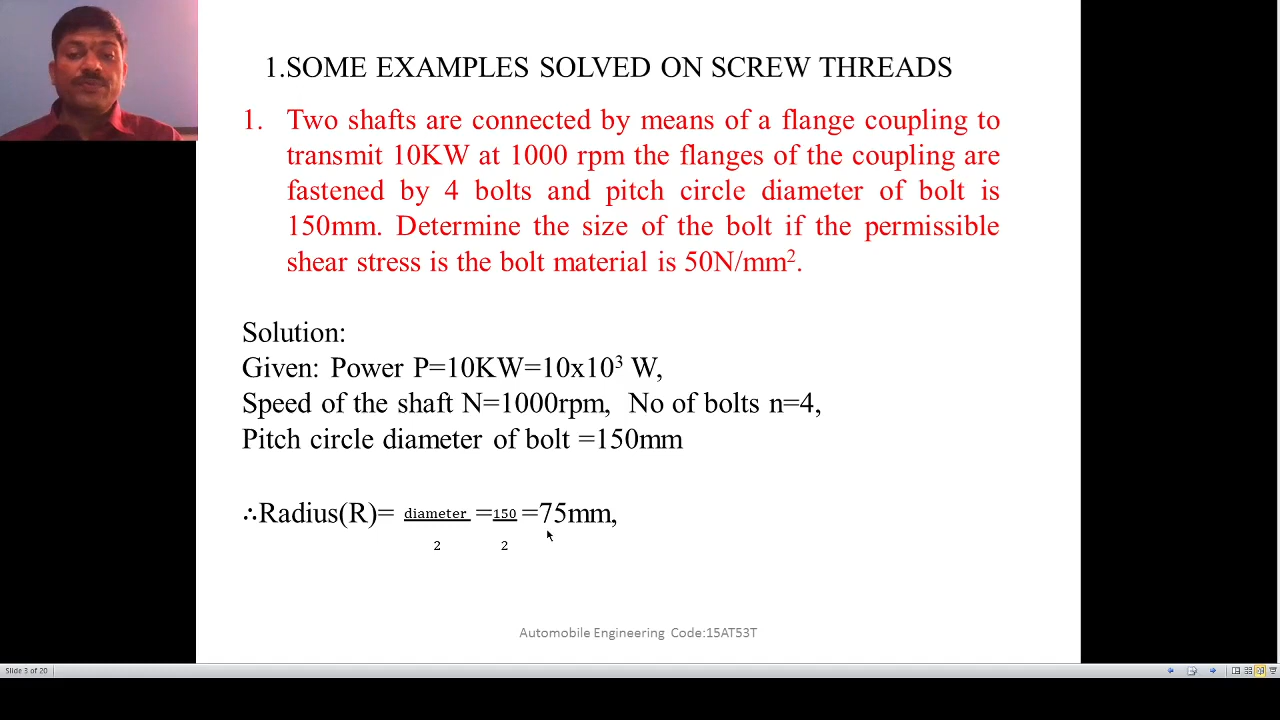 1.SOME EXAMPLES SOLVED ON SCREW THREADS
1. Two shafts are connected by means of a flange coupling to
transmit 10KW at 1000 rpm the flanges of the coupling are
fastened by 4 bolts and pitch circle diameter of bolt is
150mm. Determine the size of the bolt if the permissible
shear stress is the bolt material is 50N/mm².
Solution:
Given: Power P=10KW=10x10³ W,
Speed of the shaft N=1000rpm, No of bolts n=4,
Pitch circle diameter of bolt =150mm
∴Radius(R)= diameter/2 =150/2 =75mm,
Automobile Engineering Code:15AT53T
Slide 3 of 20